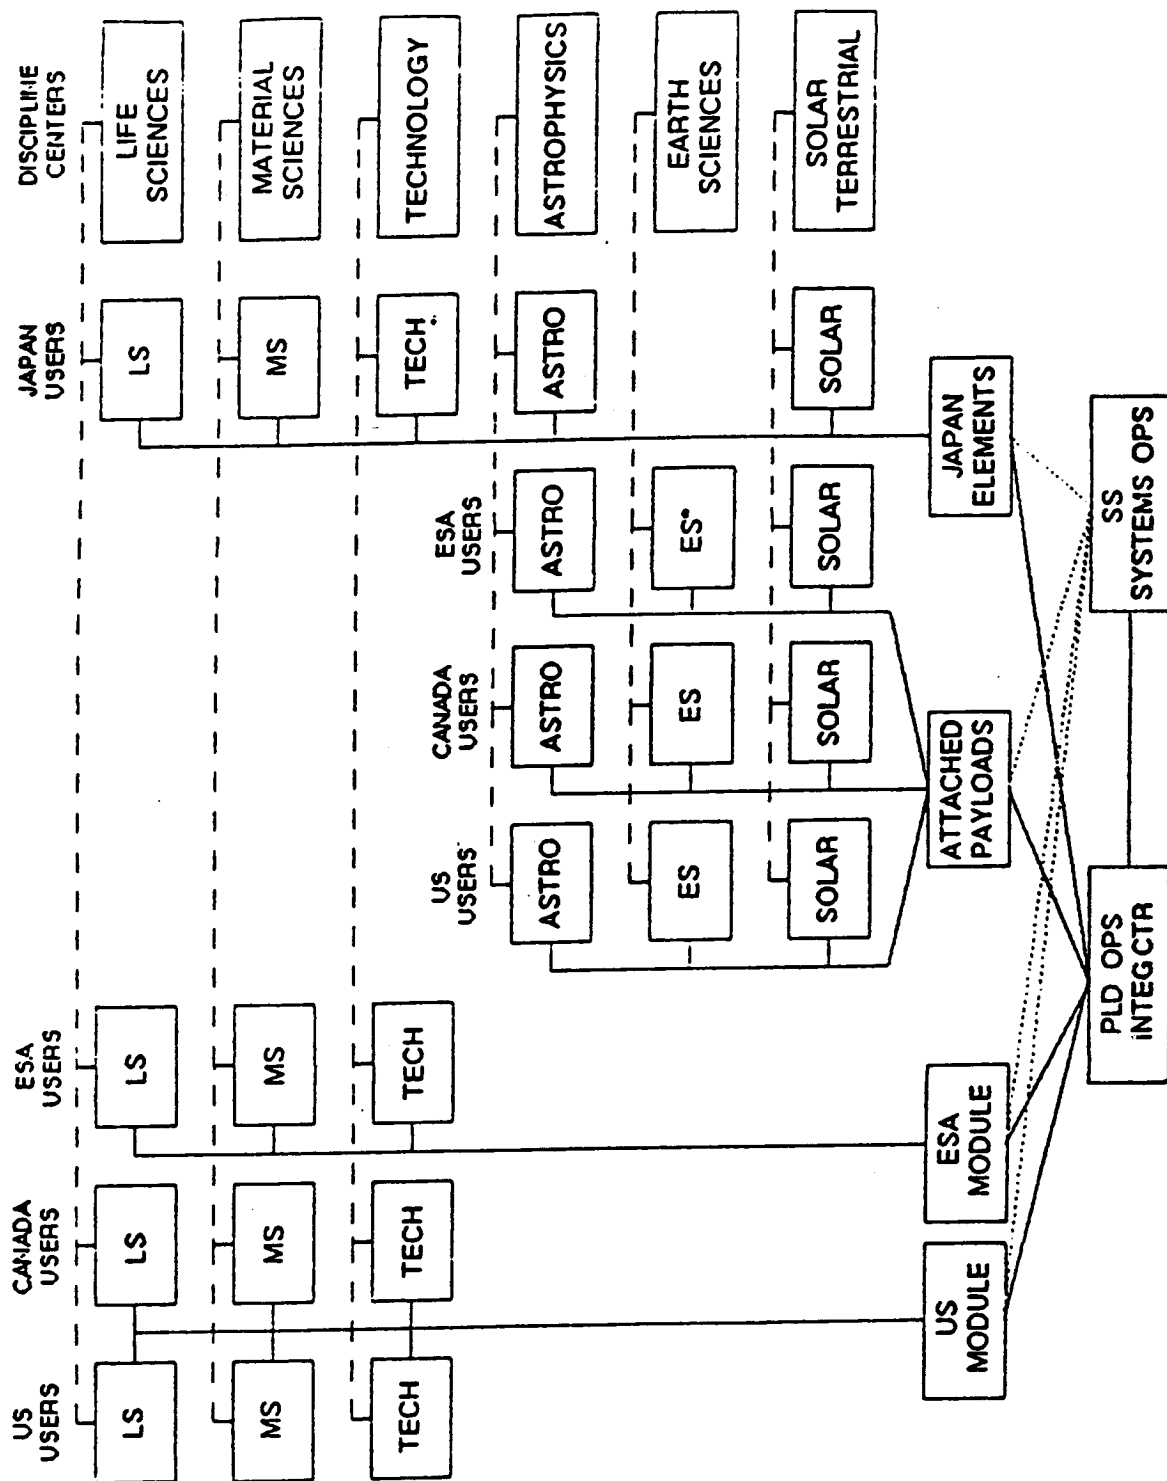 US
USERS
CANADA
USERS
ESA
USERS
JAPAN
USERS
DISCIPLINE
CENTERS
LS
LS
LS
LS
LIFE
SCIENCES
MS
MS
MS
MS
MATERIAL
SCIENCES
TECH
TECH
TECH
TECH
TECHNOLOGY
US
USERS
CANADA
USERS
ESA
USERS
ASTRO
ASTRO
ASTRO
ASTRO
ASTROPHYSICS
ES
ES
ES*
EARTH
SCIENCES
SOLAR
SOLAR
SOLAR
SOLAR
SOLAR
TERRESTRIAL
US
MODULE
ESA
MODULE
ATTACHED
PAYLOADS
JAPAN
ELEMENTS
PLD OPS
INTEG CTR
SS
SYSTEMS OPS